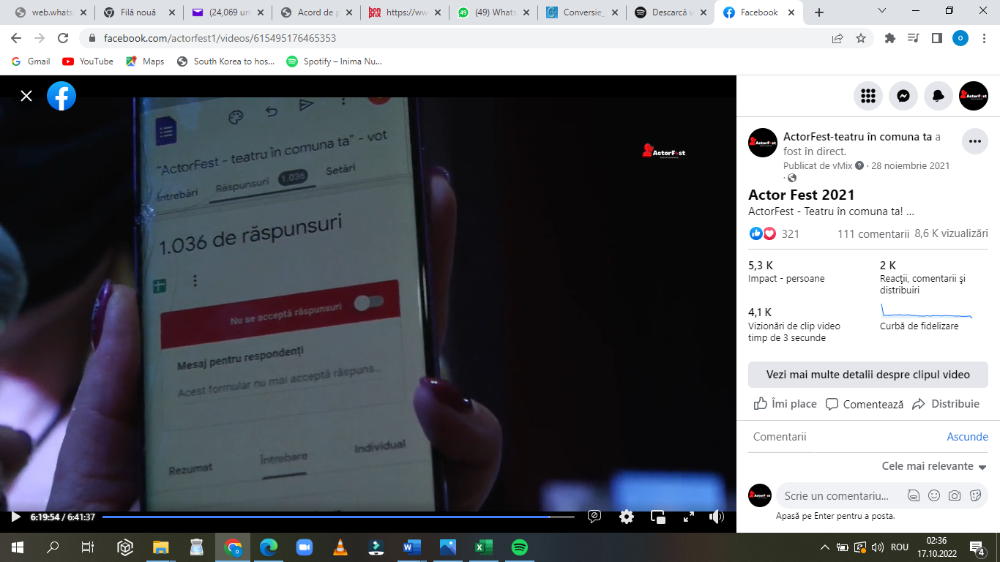 web.whats
Filă nouă
(24,069 un
Acord de p
https://ww
(49) Whats
Conversie_
Descarcă v
Facebook
facebook.com/actorfest1/videos/615495176465353
Gmail
YouTube
Maps
South Korea to hos...
Spotify – Inima Nu...
"ActorFest - teatru în comuna ta" - vot
Întrebări
Răspunsuri
1.036
Setări
1.036 de răspunsuri
Nu se acceptă răspunsuri
Mesaj pentru respondenți
Acest formular nu mai acceptă răspuns...
Rezumat
Întrebare
Individual
ActorFest
6:19:54 / 6:41:37
ActorFest-teatru în comuna ta a
fost în direct.
Publicat de vMix · 28 noiembrie 2021
·
Actor Fest 2021
ActorFest - Teatru în comuna ta! ...
321
111 comentarii
8,6 K vizualizări
5,3 K
Impact - persoane
2 K
Reacții, comentarii și
distribuiri
4,1 K
Vizionări de clip video
timp de 3 secunde
Curbă de fidelizare
Vezi mai multe detalii despre clipul video
Îmi place
Comentează
Distribuie
Comentarii
Ascunde
Cele mai relevante
Scrie un comentariu...
Apasă pe Enter pentru a posta.
ROU
02:36
17.10.2022
4